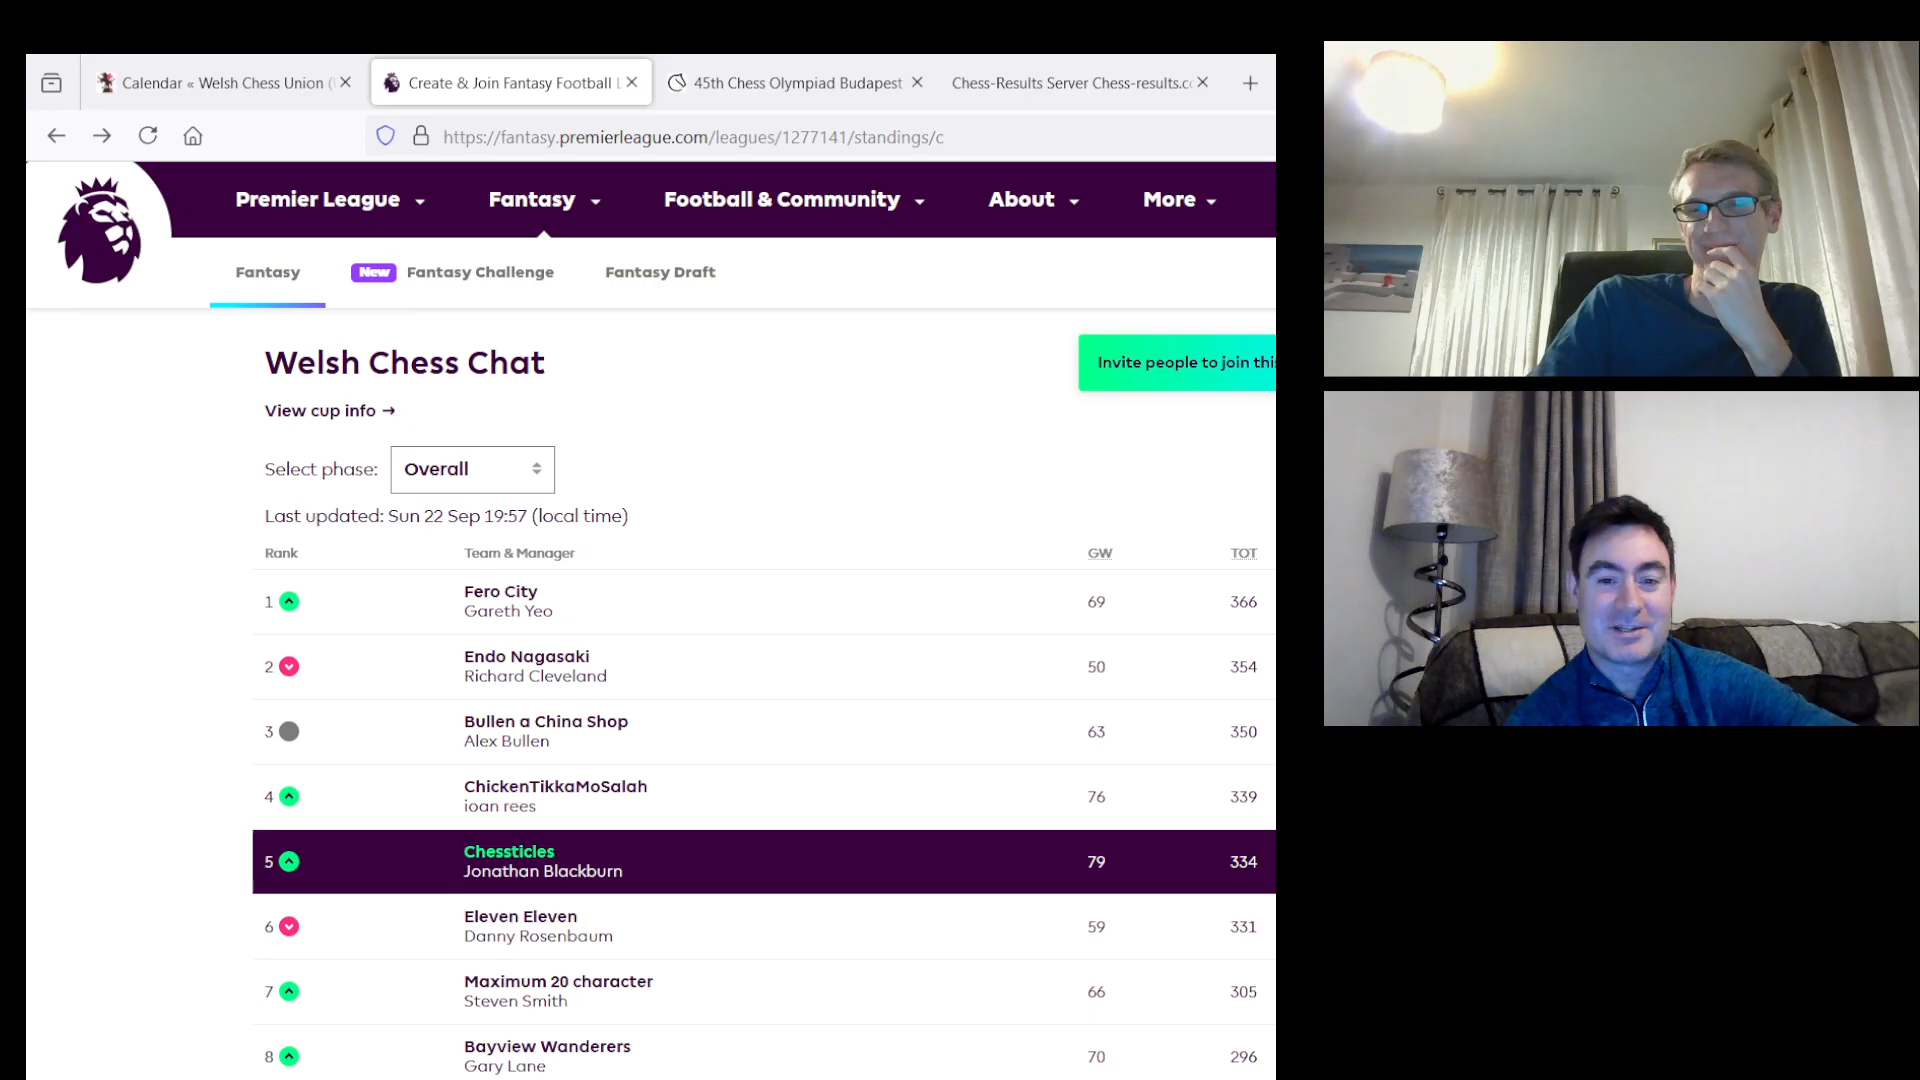 Calendar « Welsh Chess Union (
Create & Join Fantasy Football L
45th Chess Olympiad Budapest
Chess-Results Server Chess-results.c
https://fantasy.premierleague.com/leagues/1277141/standings/c
Premier League
Fantasy
Football & Community
About
More
Fantasy
New
Fantasy Challenge
Fantasy Draft
Welsh Chess Chat
Invite people to join this
View cup info →
Select phase:
Overall
Last updated: Sun 22 Sep 19:57 (local time)
Rank Team & Manager GW TOT
1 Fero City 69 366
Gareth Yeo
2 Endo Nagasaki 50 354
Richard Cleveland
3 Bullen a China Shop 63 350
Alex Bullen
4 ChickenTikkaMoSalah 76 339
ioan rees
5 Chessticles 79 334
Jonathan Blackburn
6 Eleven Eleven 59 331
Danny Rosenbaum
7 Maximum 20 character 66 305
Steven Smith
8 Bayview Wanderers 70 296
Gary Lane